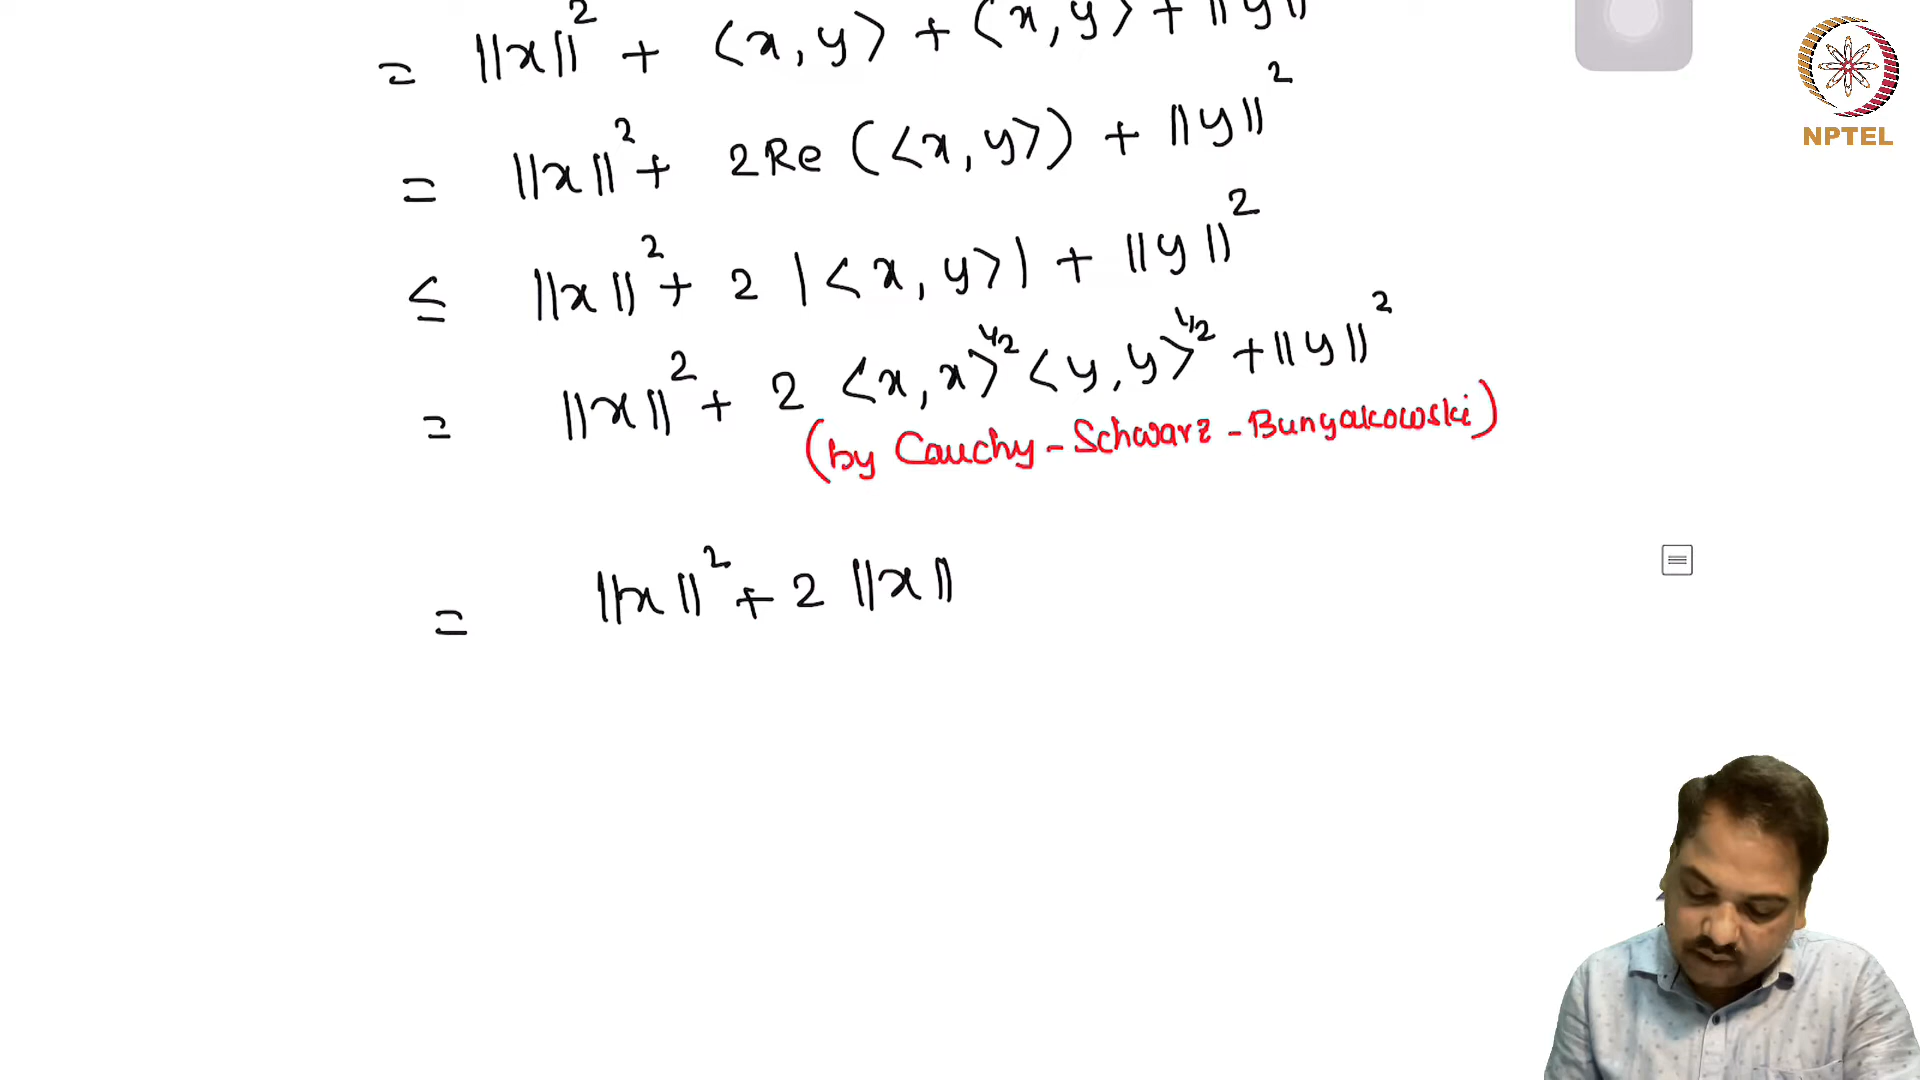 = ||x||² + <x, y> + <x, y> + ||y||
= ||x||² + 2Re (<x, y>) + ||y||²
≤ ||x||² + 2 |<x, y>| + ||y||²
= ||x||² + 2 <x, x>^1/2 <y, y>^1/2 + ||y||²
(by Cauchy - Schwarz - Bunyakowski)
= ||x||² + 2 ||x||
NPTEL